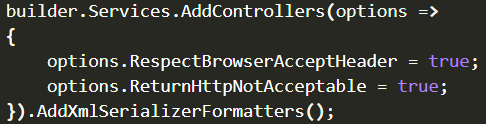 builder.Services.AddControllers(options =>
{
    options.RespectBrowserAcceptHeader = true;
    options.ReturnHttpNotAcceptable = true;
}).AddXmlSerializerFormatters();